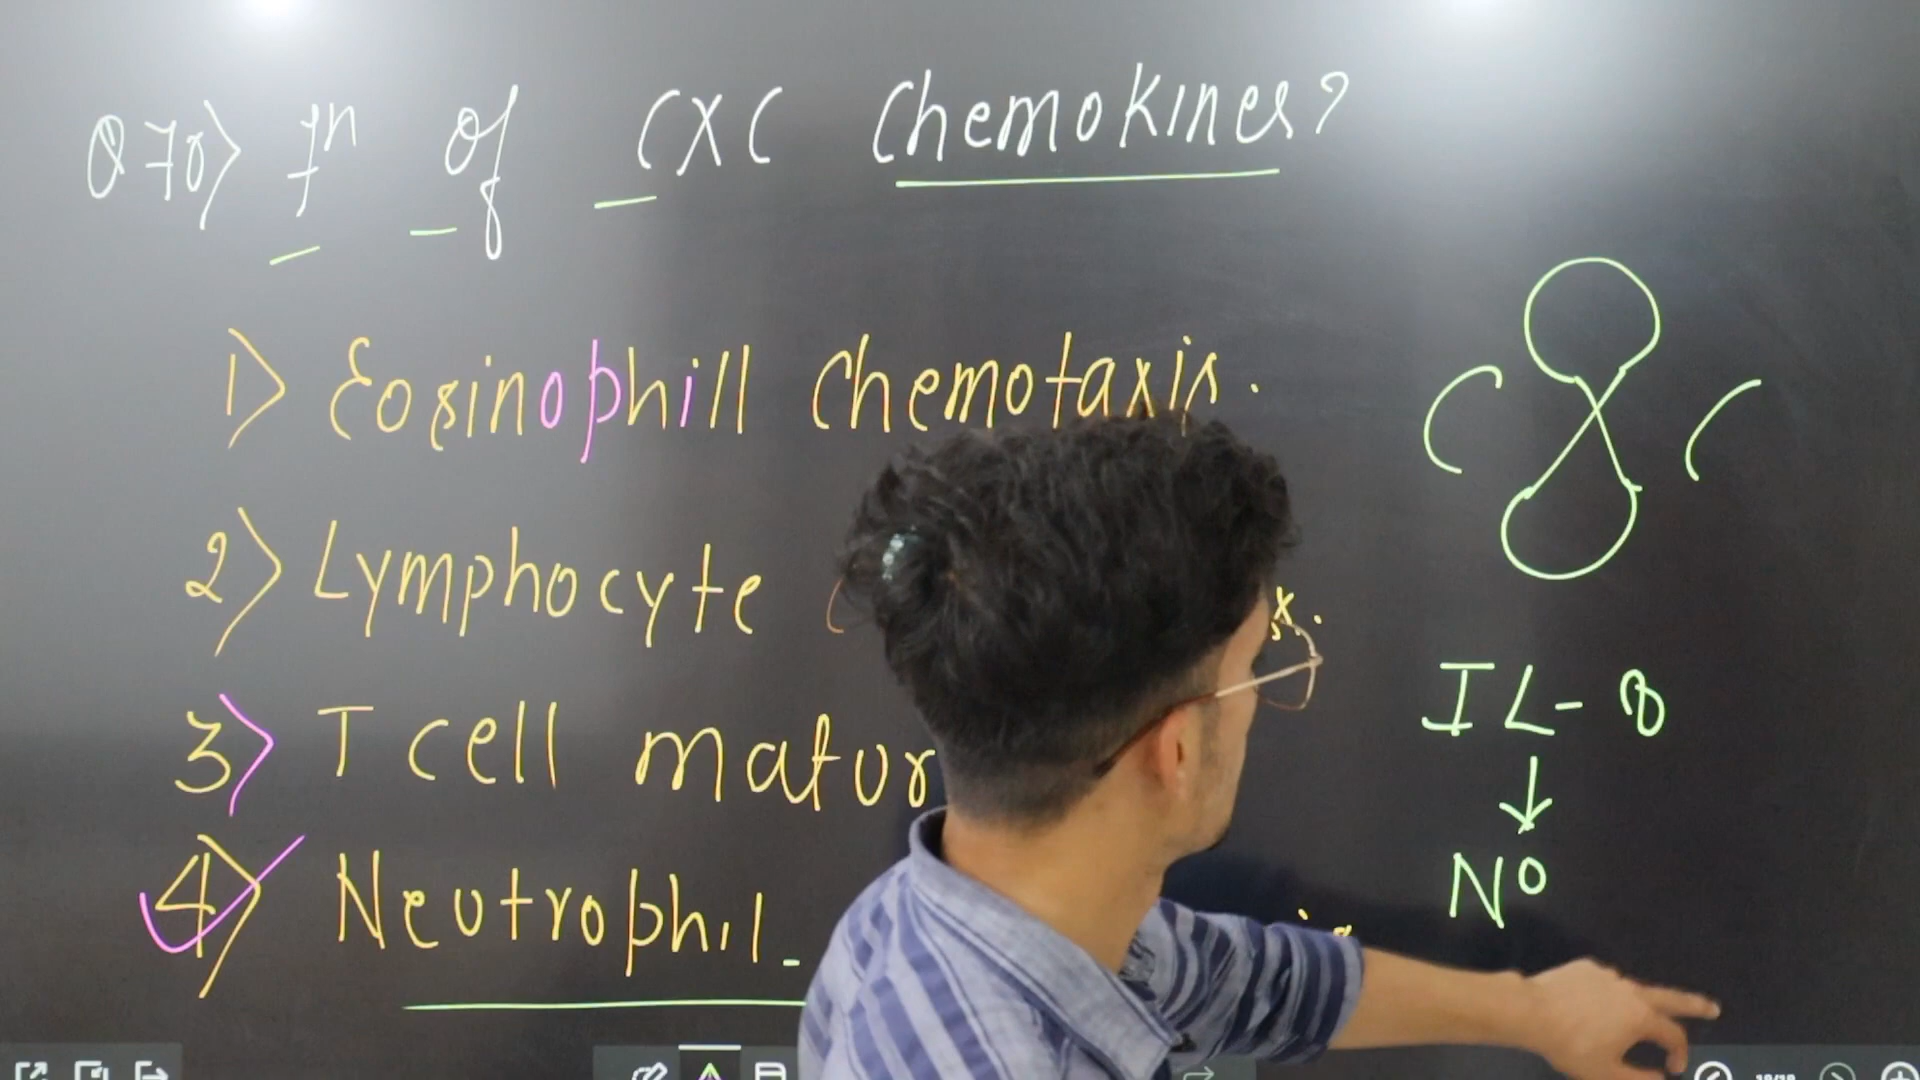 Q70> fn of CXC Chemokines?
1> Eosinophill Chemotaxis.
2> Lymphocyte
3> T cell matur
4> Neutrophil
C X C
IL-8
↓
NO